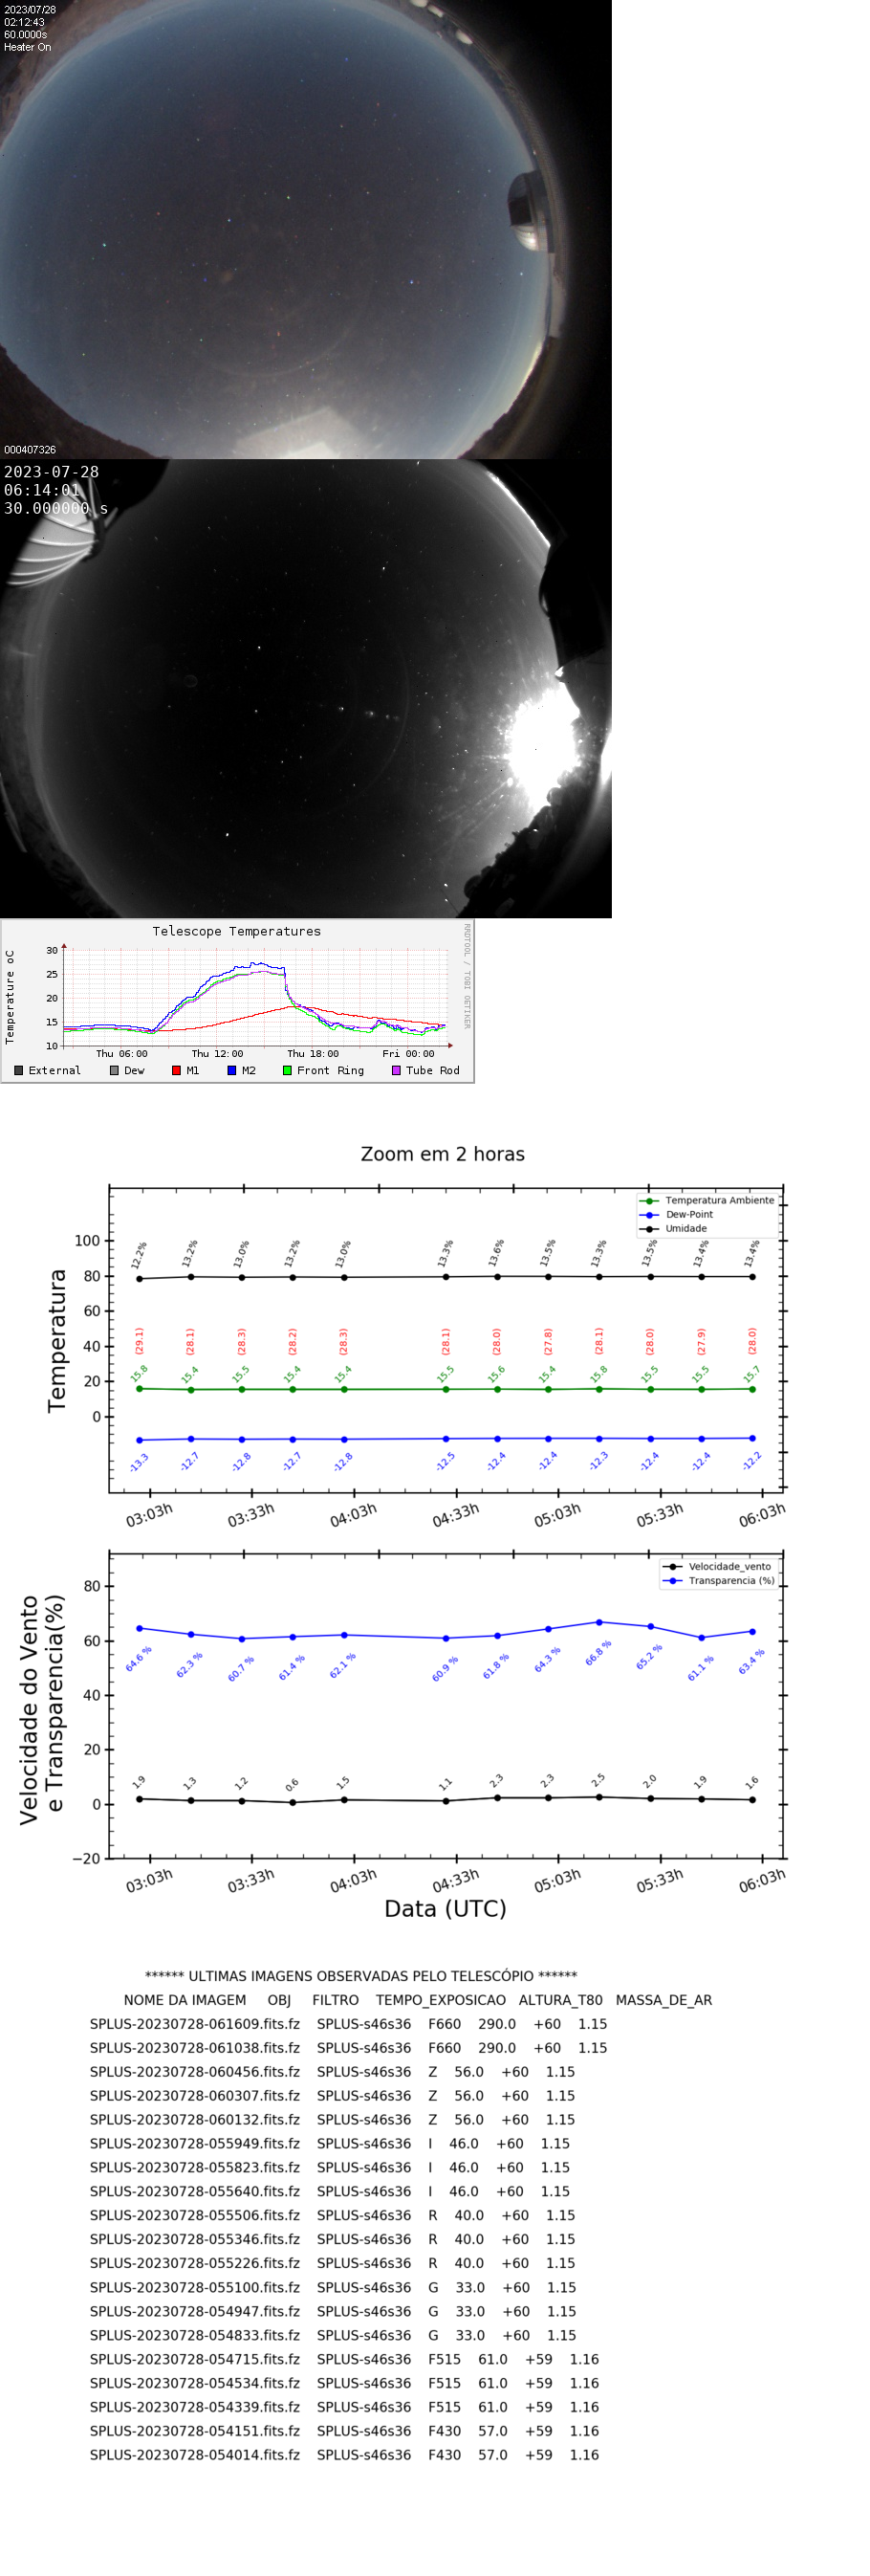 2023/07/28
02:12:43
60.0000s
Heater On
000407326
2023-07-28
06:14:01
30.000000 s
Telescope Temperatures
RRDTOOL / TOBI OETIKER
Temperature oC
30
25
20
15
10
Thu 06:00 Thu 12:00 Thu 18:00 Fri 00:00
External Dew M1 M2 Front Ring Tube Rod
Zoom em 2 horas
Temperatura Ambiente
Dew-Point
Umidade
Temperatura
100
80
60
40
20
0
12.2% 13.2% 13.0% 13.2% 13.0% 13.3% 13.6% 13.5% 13.3% 13.5% 13.4% 13.4%
(29.1) (28.1) (28.3) (28.2) (28.3) (28.1) (28.0) (27.8) (28.1) (28.0) (27.9) (28.0)
15.8 15.4 15.5 15.4 15.4 15.5 15.6 15.4 15.8 15.5 15.5 15.7
-13.3 -12.7 -12.8 -12.7 -12.8 -12.5 -12.4 -12.4 -12.3 -12.4 -12.4 -12.2
03:03h 03:33h 04:03h 04:33h 05:03h 05:33h 06:03h
Velocidade_vento
Transparencia (%)
Velocidade do Vento
e Transparencia(%)
80
60
40
20
0
−20
64.6 % 62.3 % 60.7 % 61.4 % 62.1 % 60.9 % 61.8 % 64.3 % 66.8 % 65.2 % 61.1 % 63.4 %
1.9 1.3 1.2 0.6 1.5 1.1 2.3 2.3 2.5 2.0 1.9 1.6
03:03h 03:33h 04:03h 04:33h 05:03h 05:33h 06:03h
Data (UTC)
****** ULTIMAS IMAGENS OBSERVADAS PELO TELESCÓPIO ******
NOME DA IMAGEM OBJ FILTRO TEMPO_EXPOSICAO ALTURA_T80 MASSA_DE_AR
SPLUS-20230728-061609.fits.fz SPLUS-s46s36 F660 290.0 +60 1.15
SPLUS-20230728-061038.fits.fz SPLUS-s46s36 F660 290.0 +60 1.15
SPLUS-20230728-060456.fits.fz SPLUS-s46s36 Z 56.0 +60 1.15
SPLUS-20230728-060307.fits.fz SPLUS-s46s36 Z 56.0 +60 1.15
SPLUS-20230728-060132.fits.fz SPLUS-s46s36 Z 56.0 +60 1.15
SPLUS-20230728-055949.fits.fz SPLUS-s46s36 I 46.0 +60 1.15
SPLUS-20230728-055823.fits.fz SPLUS-s46s36 I 46.0 +60 1.15
SPLUS-20230728-055640.fits.fz SPLUS-s46s36 I 46.0 +60 1.15
SPLUS-20230728-055506.fits.fz SPLUS-s46s36 R 40.0 +60 1.15
SPLUS-20230728-055346.fits.fz SPLUS-s46s36 R 40.0 +60 1.15
SPLUS-20230728-055226.fits.fz SPLUS-s46s36 R 40.0 +60 1.15
SPLUS-20230728-055100.fits.fz SPLUS-s46s36 G 33.0 +60 1.15
SPLUS-20230728-054947.fits.fz SPLUS-s46s36 G 33.0 +60 1.15
SPLUS-20230728-054833.fits.fz SPLUS-s46s36 G 33.0 +60 1.15
SPLUS-20230728-054715.fits.fz SPLUS-s46s36 F515 61.0 +59 1.16
SPLUS-20230728-054534.fits.fz SPLUS-s46s36 F515 61.0 +59 1.16
SPLUS-20230728-054339.fits.fz SPLUS-s46s36 F515 61.0 +59 1.16
SPLUS-20230728-054151.fits.fz SPLUS-s46s36 F430 57.0 +59 1.16
SPLUS-20230728-054014.fits.fz SPLUS-s46s36 F430 57.0 +59 1.16